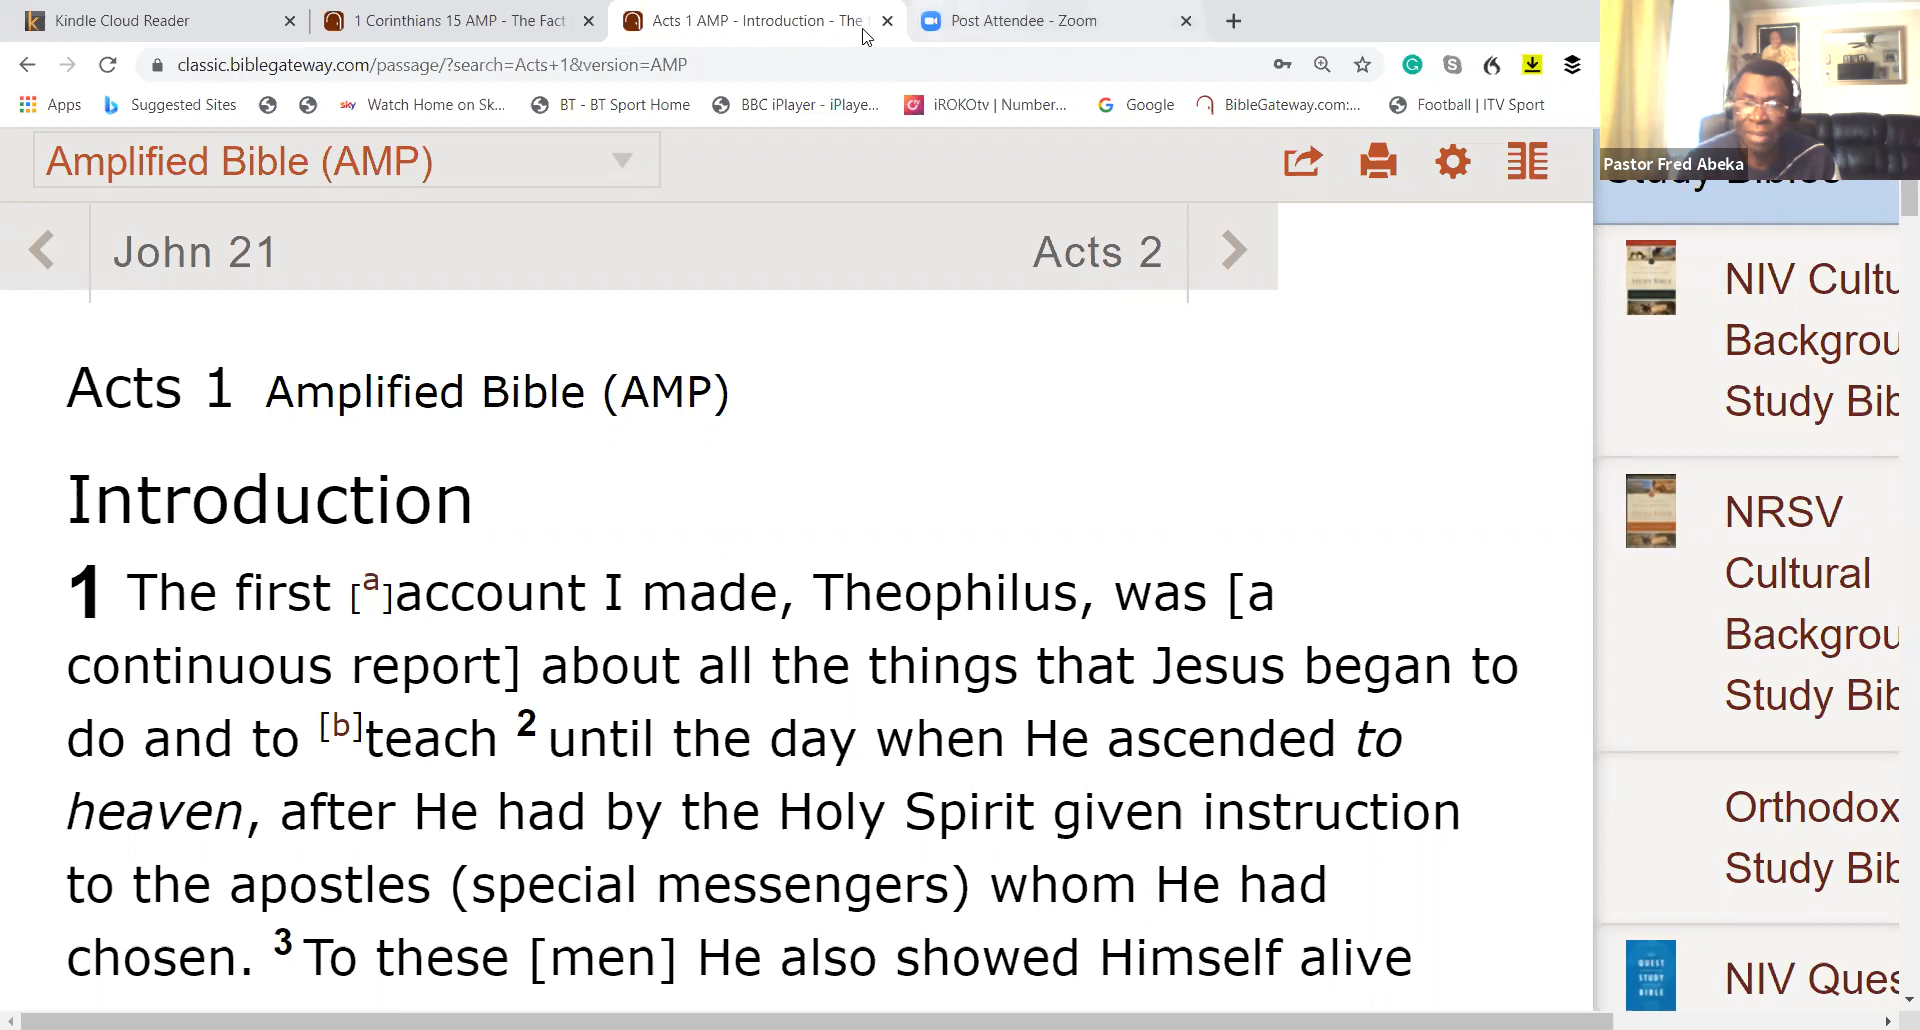 Kindle Cloud Reader
1 Corinthians 15 AMP - The Fact
Acts 1 AMP - Introduction - The
Post Attendee - Zoom
classic.biblegateway.com/passage/?search=Acts+1&version=AMP
Apps
Suggested Sites
sky
Watch Home on Sk...
BT - BT Sport Home
BBC iPlayer - iPlaye...
iROKOtv | Number...
Google
BibleGateway.com:...
Football | ITV Sport
Pastor Fred Abeka
Amplified Bible (AMP)
Study Bibles
John 21
Acts 2
Acts 1 Amplified Bible (AMP)
Introduction
1 The first [a]account I made, Theophilus, was [a
continuous report] about all the things that Jesus began to
do and to [b]teach 2 until the day when He ascended to
heaven, after He had by the Holy Spirit given instruction
to the apostles (special messengers) whom He had
chosen. 3 To these [men] He also showed Himself alive
NIV Cultu
Backgrou
Study Bib
NRSV
Cultural
Backgrou
Study Bib
Orthodox
Study Bib
QUEST
STUDY
BIBLE
NIV Ques